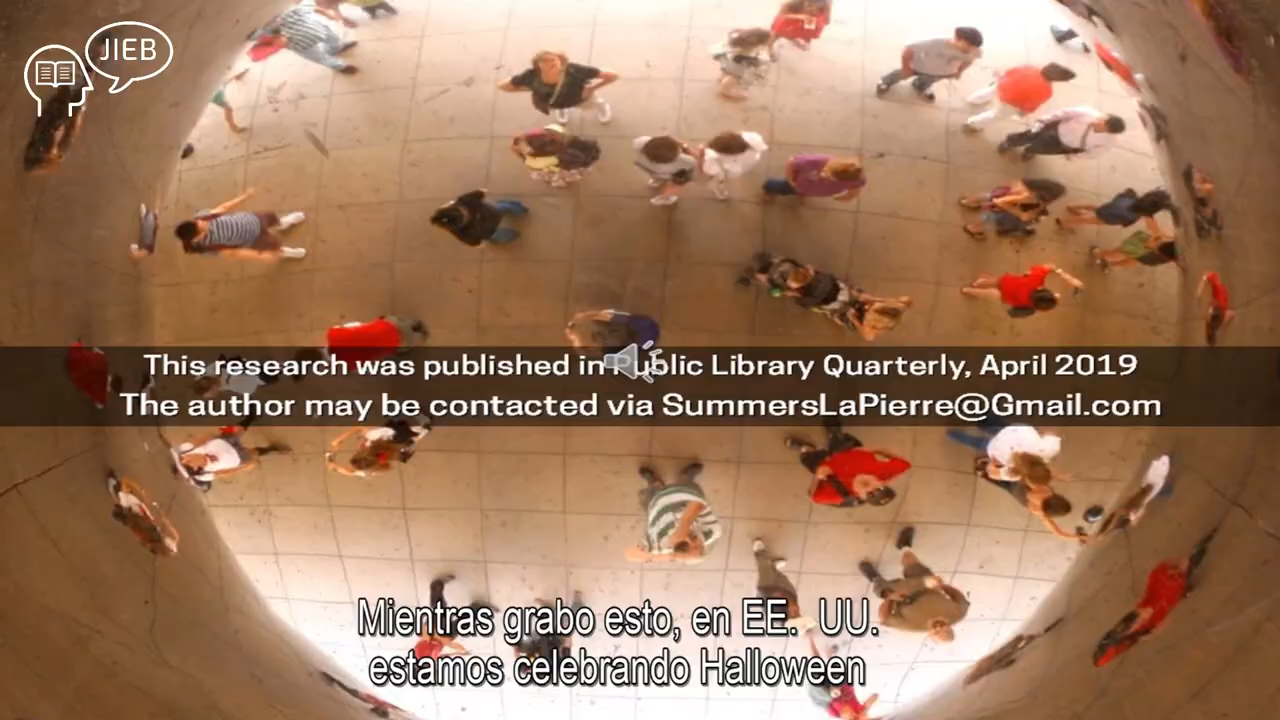 JIEB
This research was published in Public Library Quarterly, April 2019
The author may be contacted via SummersLaPierre@Gmail.com
Mientras grabo esto, en EE. UU.
estamos celebrando Halloween